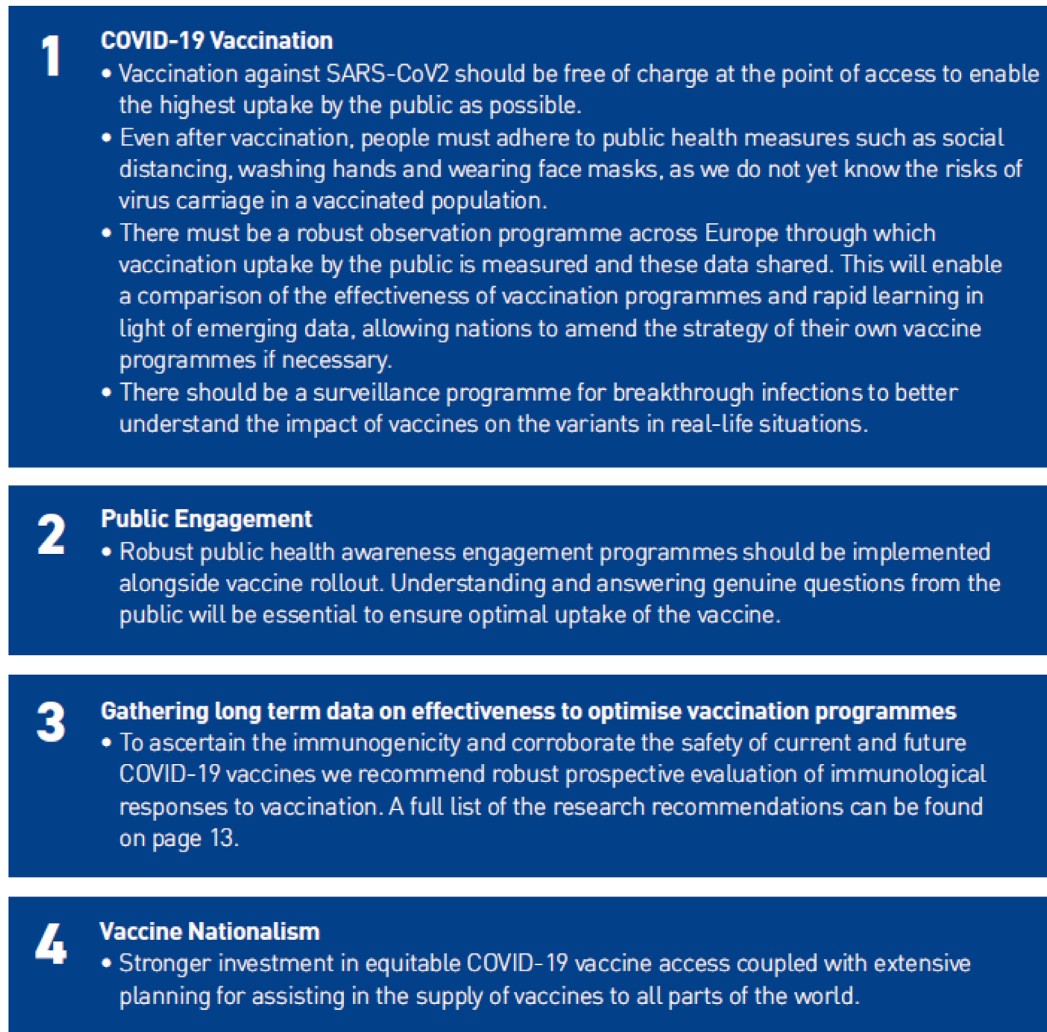 1
COVID-19 Vaccination
• Vaccination against SARS-CoV2 should be free of charge at the point of access to enable
the highest uptake by the public as possible.
• Even after vaccination, people must adhere to public health measures such as social
distancing, washing hands and wearing face masks, as we do not yet know the risks of
virus carriage in a vaccinated population.
• There must be a robust observation programme across Europe through which
vaccination uptake by the public is measured and these data shared. This will enable
a comparison of the effectiveness of vaccination programmes and rapid learning in
light of emerging data, allowing nations to amend the strategy of their own vaccine
programmes if necessary.
• There should be a surveillance programme for breakthrough infections to better
understand the impact of vaccines on the variants in real-life situations.
2
Public Engagement
• Robust public health awareness engagement programmes should be implemented
alongside vaccine rollout. Understanding and answering genuine questions from the
public will be essential to ensure optimal uptake of the vaccine.
3
Gathering long term data on effectiveness to optimise vaccination programmes
• To ascertain the immunogenicity and corroborate the safety of current and future
COVID-19 vaccines we recommend robust prospective evaluation of immunological
responses to vaccination. A full list of the research recommendations can be found
on page 13.
4
Vaccine Nationalism
• Stronger investment in equitable COVID-19 vaccine access coupled with extensive
planning for assisting in the supply of vaccines to all parts of the world.